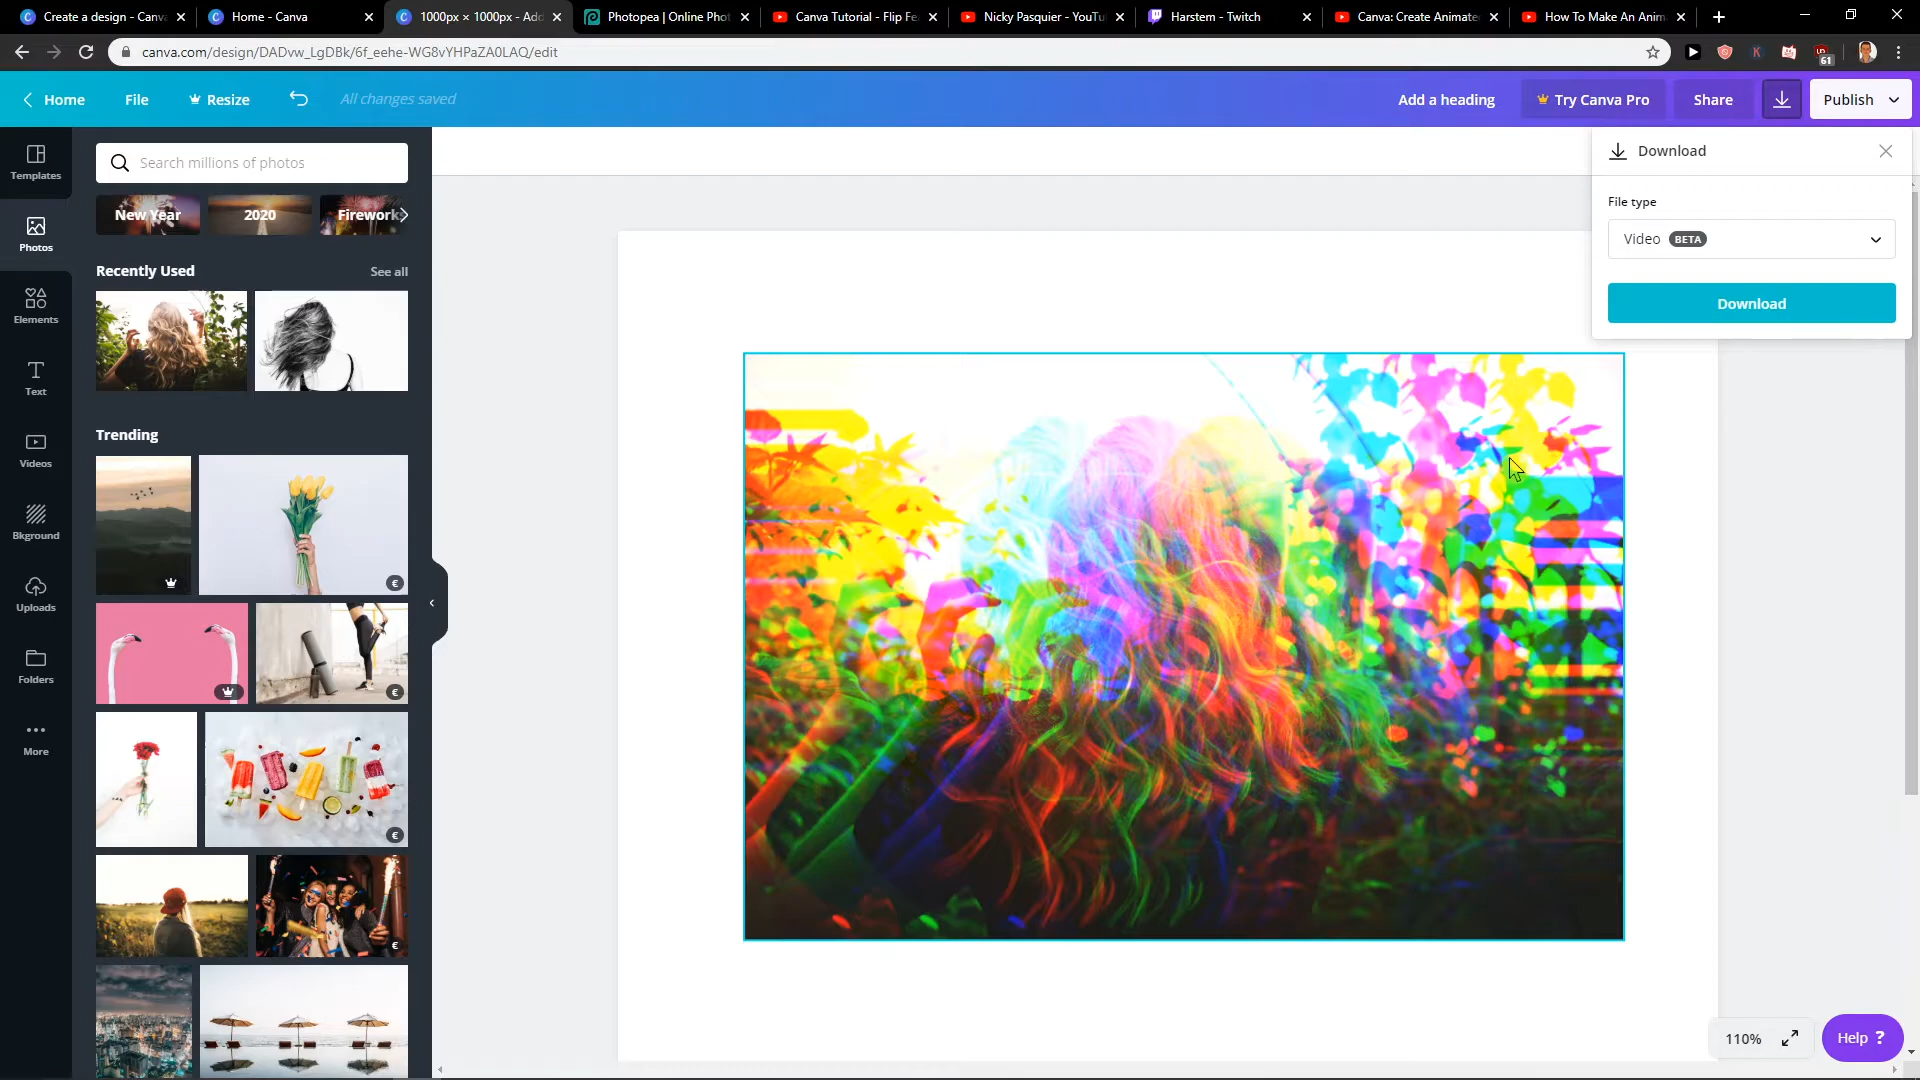 Create a design - Canv
Home - Canva
1000px × 1000px - Add
Photopea | Online Phot
Canva Tutorial - Flip Fe
Nicky Pasquier - YouTu
Harstem - Twitch
Canva: Create Animate
How To Make An Anim
canva.com/design/DADvw_LgDBk/6f_eehe-WG8vYHPaZA0LAQ/edit
61
Home
File
Resize
All changes saved
Add a heading
Try Canva Pro
Share
Publish
Templates
Photos
Elements
Text
Videos
Bkground
Uploads
Folders
More
Search millions of photos
New Year
2020
Fireworks
Recently Used
See all
Trending
€
€
€
€
Download
File type
Video BETA
Download
110%
Help ?